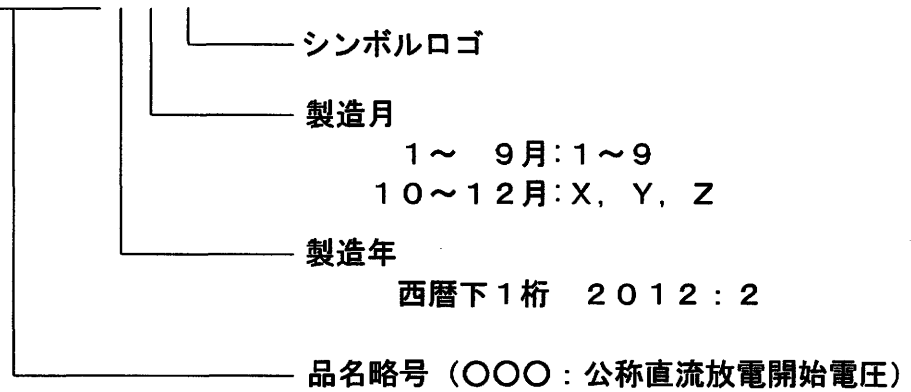 シンボルロゴ
製造月
1～ 9月:1～9
10～12月:X, Y, Z
製造年
西暦下1桁 2012:2
品名略号（○○○:公称直流放電開始電圧）